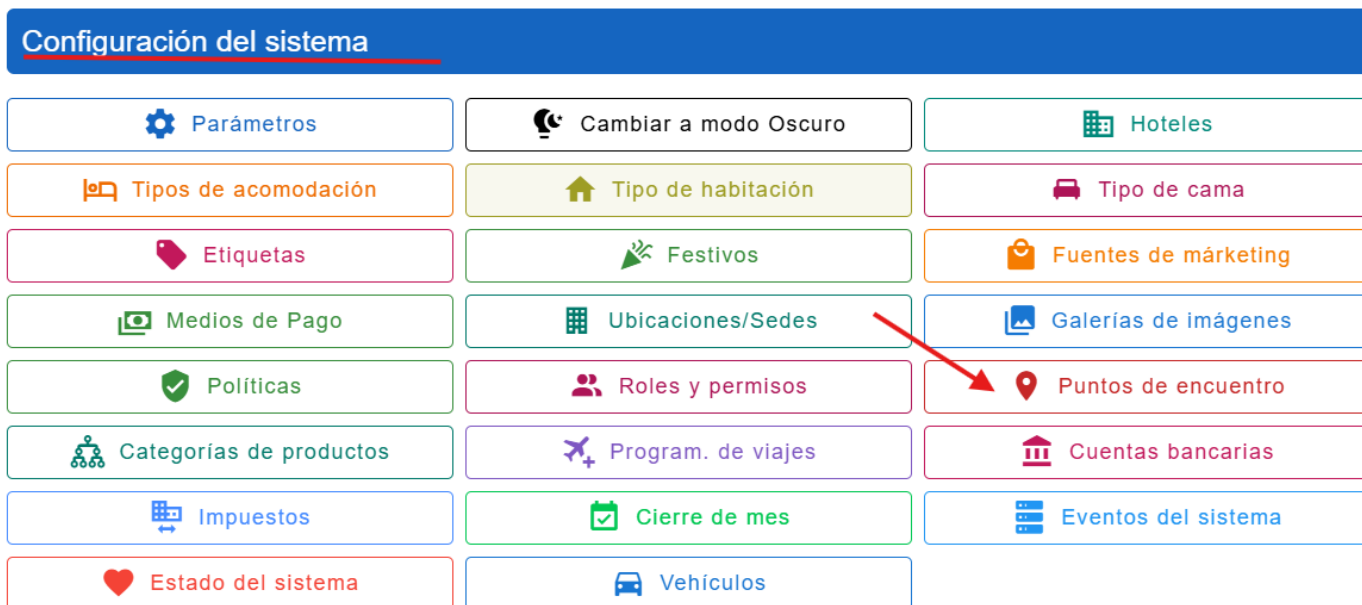 Configuración del sistema
Parámetros
Cambiar a modo Oscuro
Hoteles
Tipos de acomodación
Tipo de habitación
Tipo de cama
Etiquetas
Festivos
Fuentes de márketing
Medios de Pago
Ubicaciones/Sedes
Galerías de imágenes
Políticas
Roles y permisos
Puntos de encuentro
Categorías de productos
Program. de viajes
Cuentas bancarias
Impuestos
Cierre de mes
Eventos del sistema
Estado del sistema
Vehículos